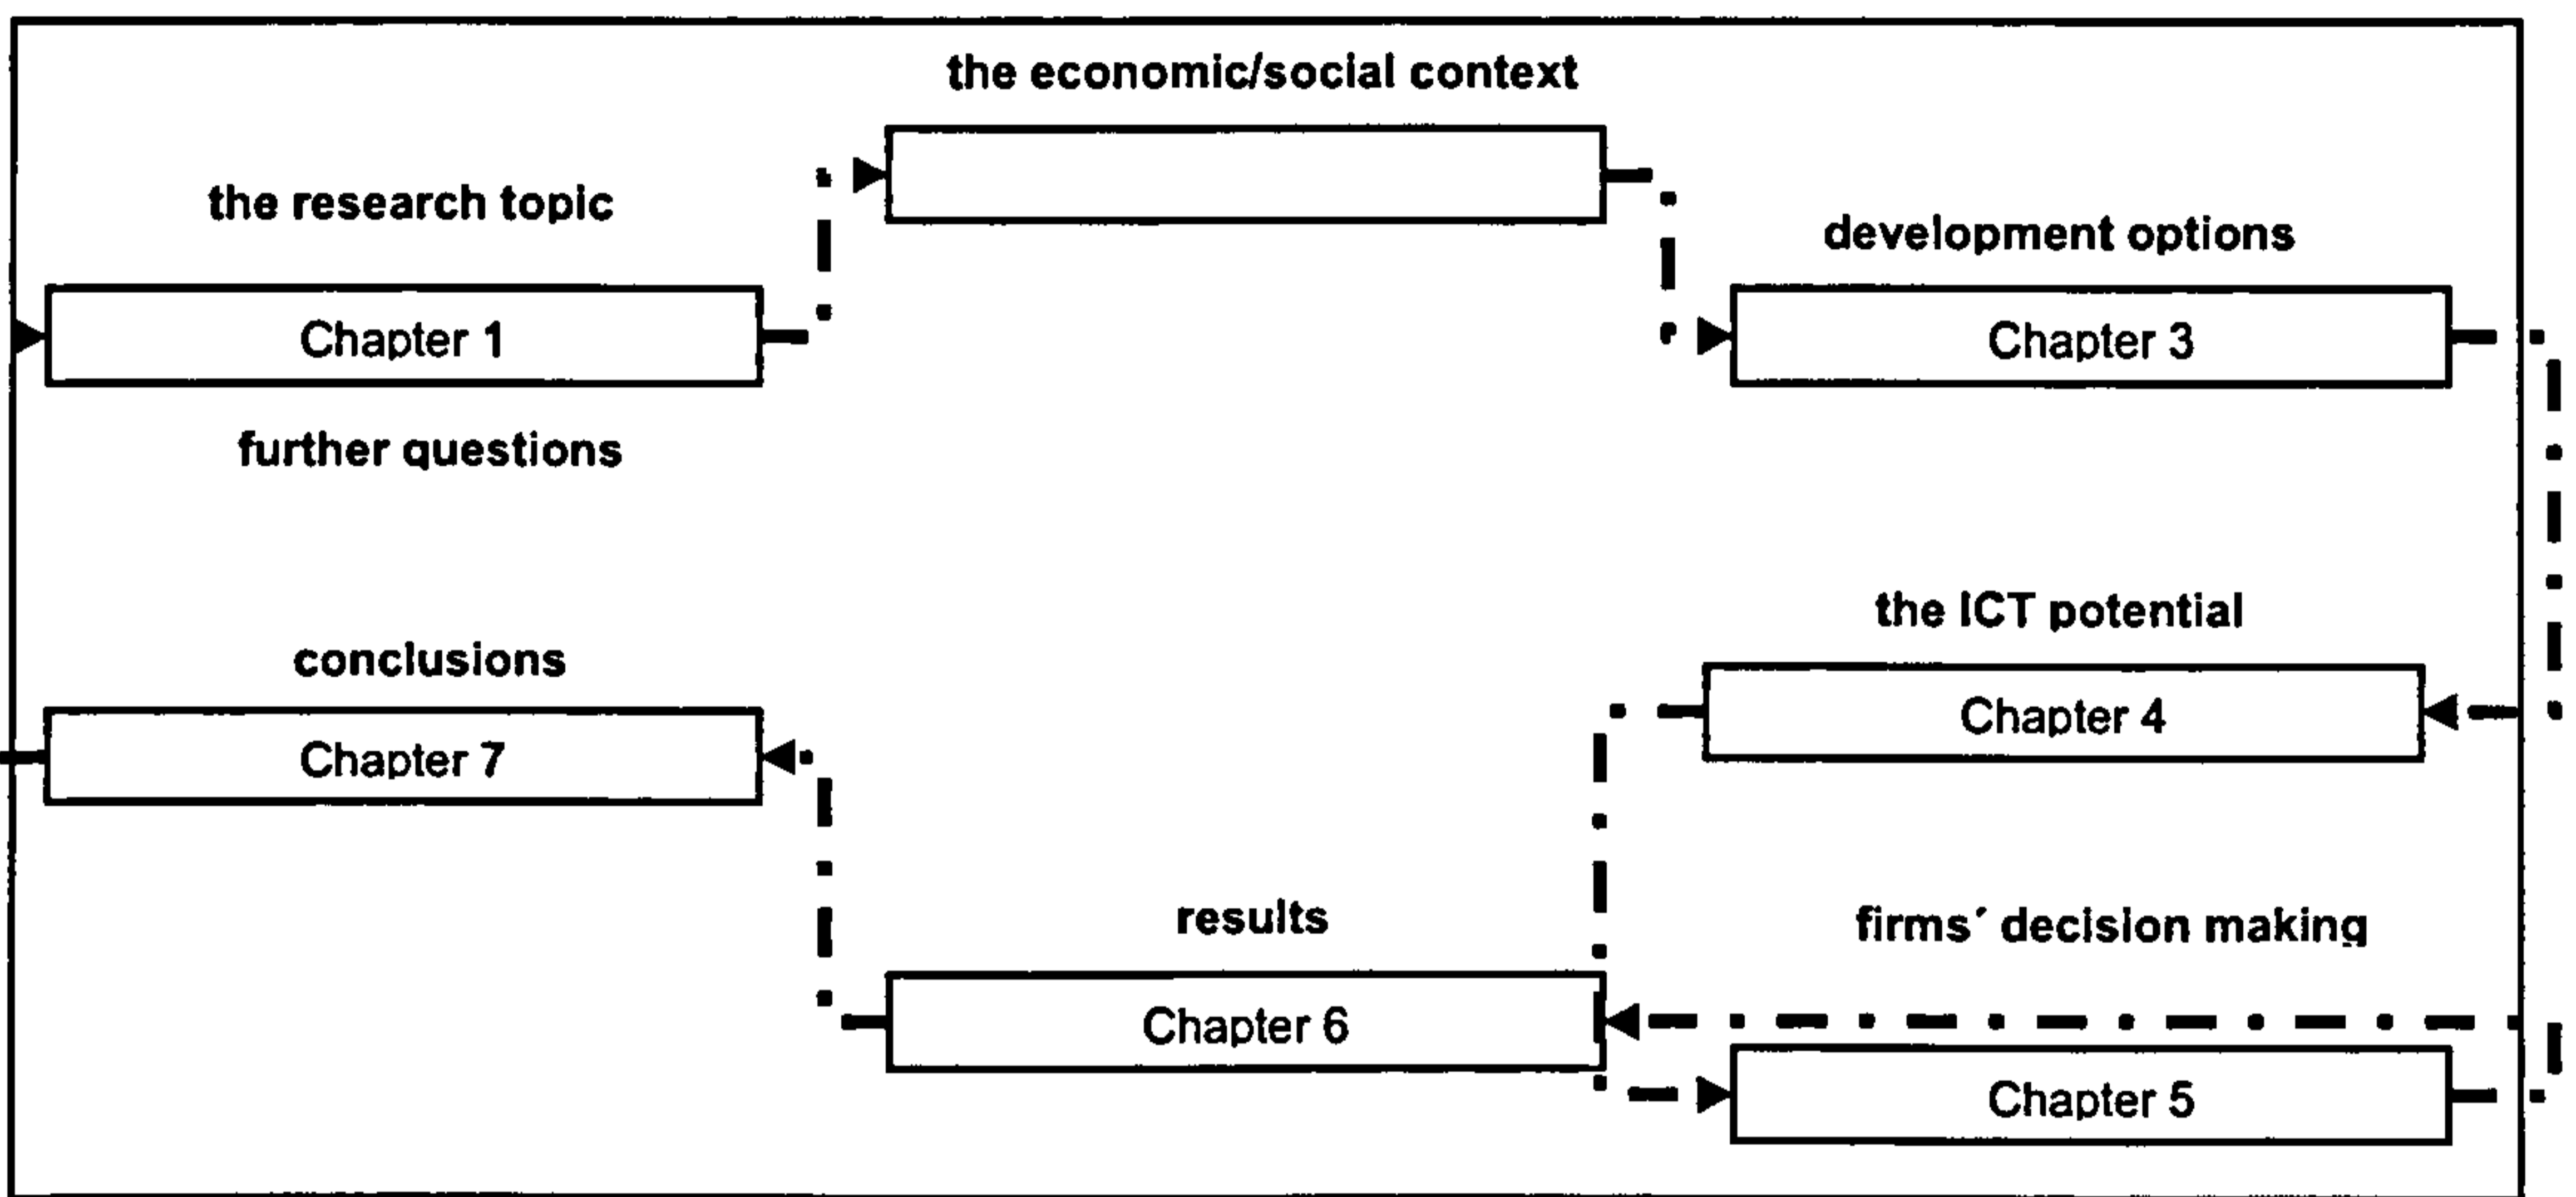 the economic/social context
the research topic
development options
Chapter 1
Chapter 3
further questions
the ICT potential
conclusions
Chapter 4
Chapter 7
results
firms´ decision making
Chapter 6
Chapter 5